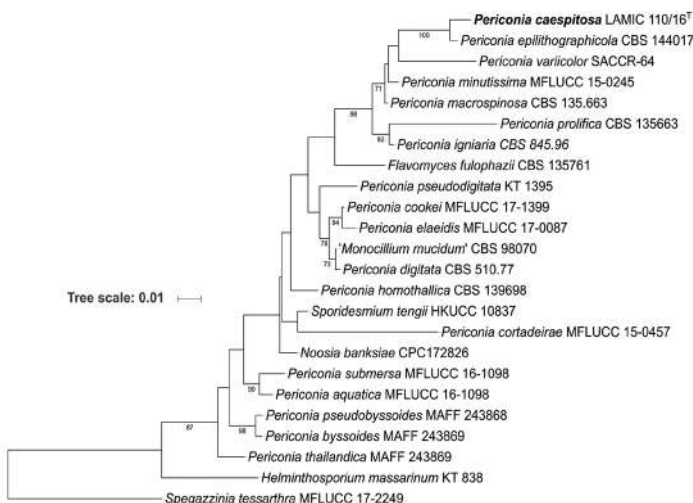 Periconia caespitosa LAMIC 110/16T
100
Periconia epilithographicola CBS 144017
Periconia variicolor SACCR-64
71
Periconia minutissima MFLUCC 15-0245
Periconia macrospinosa CBS 135.663
98
Periconia prolifica CBS 135663
92
Periconia igniaria CBS 845.96
Flavomyces fulophazii CBS 135761
Periconia pseudodigitata KT 1395
Periconia cookei MFLUCC 17-1399
94
Periconia elaeidis MFLUCC 17-0087
78
'Monocillium mucidum' CBS 98070
73
Periconia digitata CBS 510.77
Periconia homothallica CBS 139698
Tree scale: 0.01
Sporidesmium tengii HKUCC 10837
Periconia cortadeirae MFLUCC 15-0457
Noosia banksiae CPC172826
Periconia submersa MFLUCC 16-1098
99
Periconia aquatica MFLUCC 16-1098
Periconia pseudobyssoides MAFF 243868
87
98
Periconia byssoides MAFF 243869
Periconia thailandica MAFF 243869
Helminthosporium massarinum KT 838
Spegazzinia tessarthra MFLUCC 17-2249